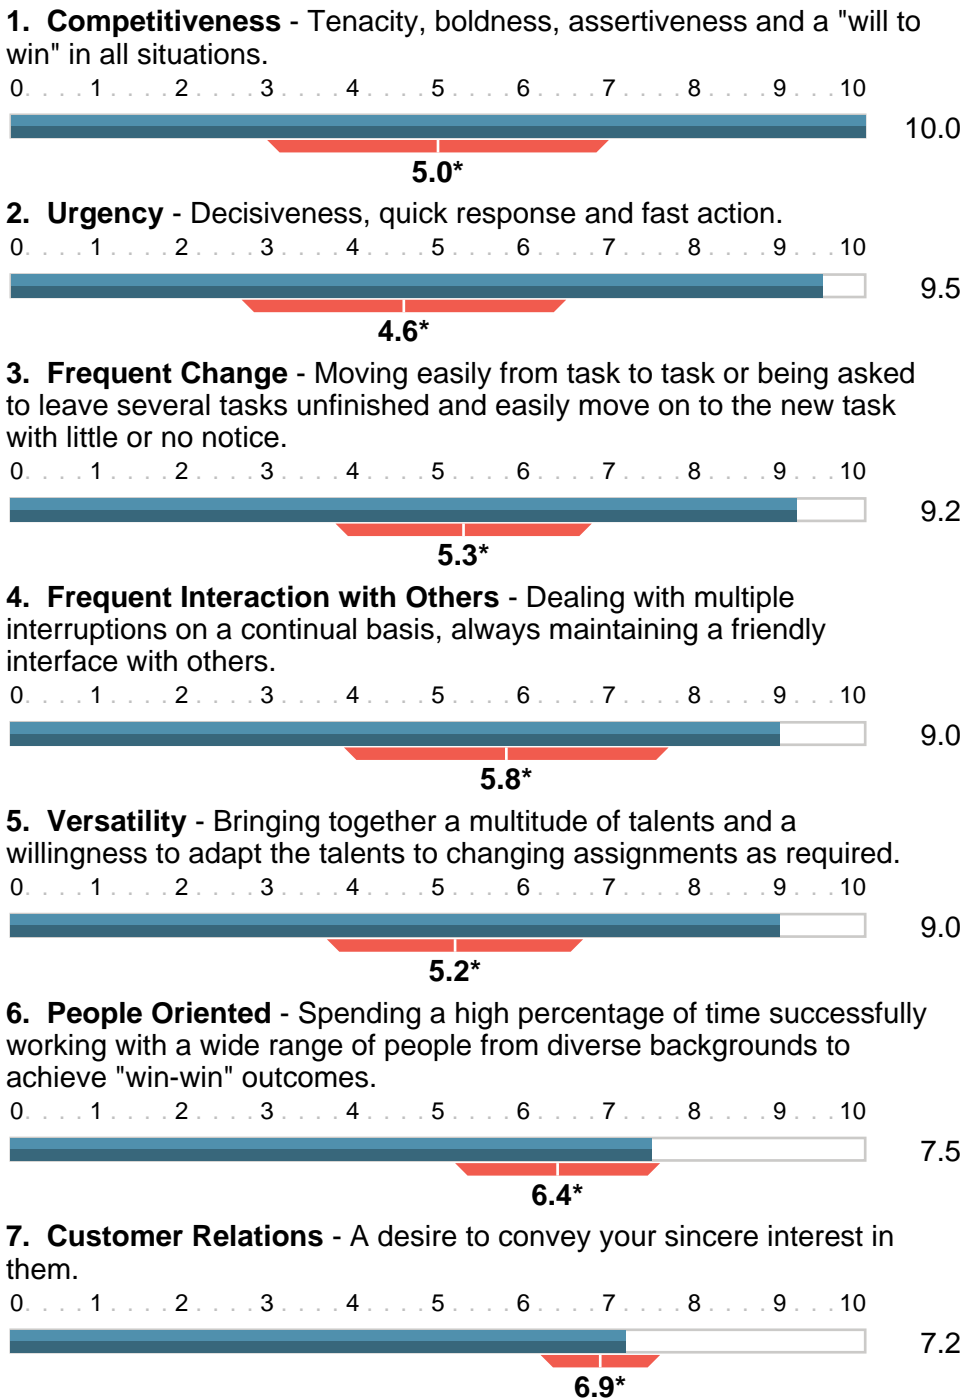 1. Competitiveness - Tenacity, boldness, assertiveness and a "will to
win" in all situations.
0. . . . 1 . . . . 2 . . . . 3 . . . . 4 . . . . 5 . . . . 6 . . . . 7 . . . . 8 . . . . 9 . . . 10
10.0
5.0*
2. Urgency - Decisiveness, quick response and fast action.
0. . . . 1 . . . . 2 . . . . 3 . . . . 4 . . . . 5 . . . . 6 . . . . 7 . . . . 8 . . . . 9 . . . 10
9.5
4.6*
3. Frequent Change - Moving easily from task to task or being asked
to leave several tasks unfinished and easily move on to the new task
with little or no notice.
0. . . . 1 . . . . 2 . . . . 3 . . . . 4 . . . . 5 . . . . 6 . . . . 7 . . . . 8 . . . . 9 . . . 10
9.2
5.3*
4. Frequent Interaction with Others - Dealing with multiple
interruptions on a continual basis, always maintaining a friendly
interface with others.
0. . . . 1 . . . . 2 . . . . 3 . . . . 4 . . . . 5 . . . . 6 . . . . 7 . . . . 8 . . . . 9 . . . 10
9.0
5.8*
5. Versatility - Bringing together a multitude of talents and a
willingness to adapt the talents to changing assignments as required.
0. . . . 1 . . . . 2 . . . . 3 . . . . 4 . . . . 5 . . . . 6 . . . . 7 . . . . 8 . . . . 9 . . . 10
9.0
5.2*
6. People Oriented - Spending a high percentage of time successfully
working with a wide range of people from diverse backgrounds to
achieve "win-win" outcomes.
0. . . . 1 . . . . 2 . . . . 3 . . . . 4 . . . . 5 . . . . 6 . . . . 7 . . . . 8 . . . . 9 . . . 10
7.5
6.4*
7. Customer Relations - A desire to convey your sincere interest in
them.
0. . . . 1 . . . . 2 . . . . 3 . . . . 4 . . . . 5 . . . . 6 . . . . 7 . . . . 8 . . . . 9 . . . 10
7.2
6.9*